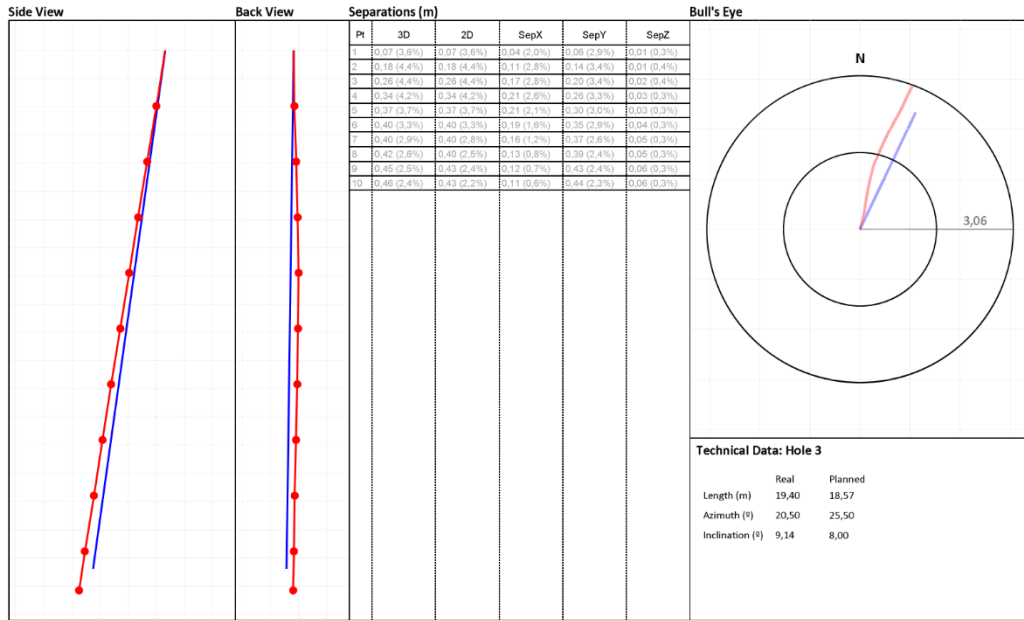 Side View
Back View
Separations (m)
Bull's Eye
Pt 3D 2D SepX SepY SepZ
1 0,07 (3,6%) 0,07 (3,6%) 0,04 (2,0%) 0,06 (2,9%) 0,01 (0,3%)
2 0,18 (4,4%) 0,18 (4,4%) 0,11 (2,8%) 0,14 (3,4%) 0,01 (0,4%)
3 0,26 (4,4%) 0,26 (4,4%) 0,17 (2,8%) 0,20 (3,4%) 0,02 (0,4%)
4 0,34 (4,2%) 0,34 (4,2%) 0,21 (2,6%) 0,26 (3,3%) 0,03 (0,3%)
5 0,37 (3,7%) 0,37 (3,7%) 0,21 (2,1%) 0,30 (3,0%) 0,03 (0,3%)
6 0,40 (3,3%) 0,40 (3,3%) 0,19 (1,6%) 0,35 (2,9%) 0,04 (0,3%)
7 0,40 (2,9%) 0,40 (2,8%) 0,16 (1,2%) 0,37 (2,6%) 0,05 (0,3%)
8 0,42 (2,6%) 0,40 (2,5%) 0,13 (0,8%) 0,39 (2,4%) 0,05 (0,3%)
9 0,45 (2,5%) 0,43 (2,4%) 0,12 (0,7%) 0,43 (2,4%) 0,06 (0,3%)
10 0,46 (2,4%) 0,43 (2,2%) 0,11 (0,6%) 0,44 (2,3%) 0,06 (0,3%)
N
3,06
Technical Data: Hole 3
Real Planned
Length (m) 19,40 18,57
Azimuth (º) 20,50 25,50
Inclination (º) 9,14 8,00